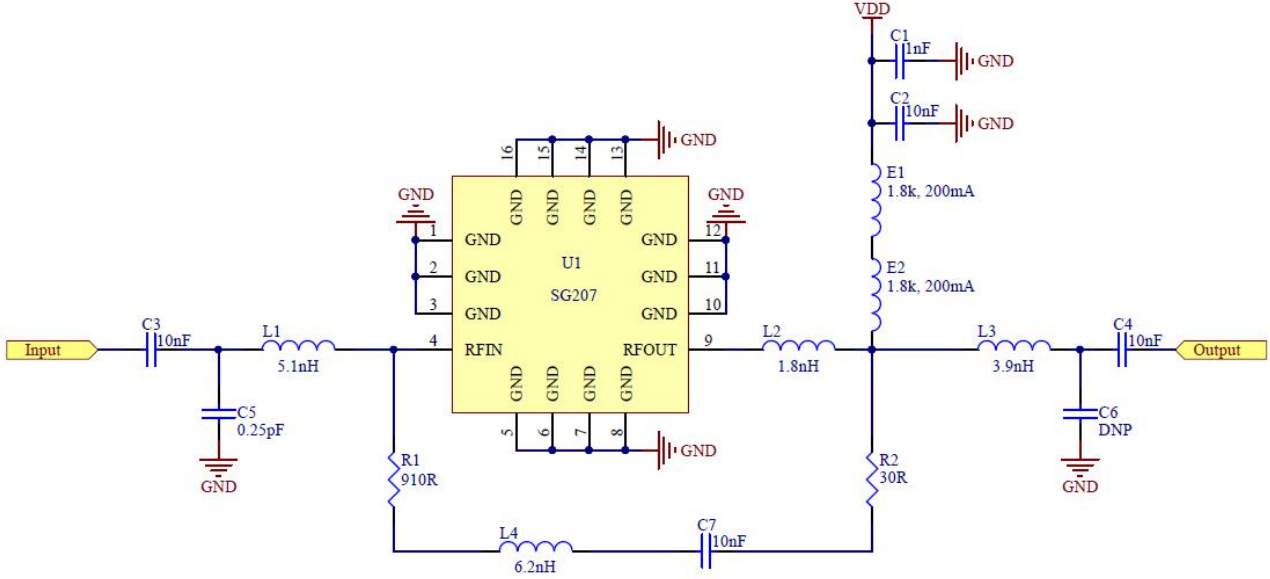 VDD
C1
1nF
GND
C2
10nF
GND
16
15
14
13
GND
E1
1.8k, 200mA
GND
GND
GND
GND
GND
GND
GND
1
GND
GND
12
2
GND
U1
GND
11
E2
1.8k, 200mA
3
GND
SG207
GND
10
Input
C3
10nF
L1
5.1nH
4
RFIN
RFOUT
9
L2
1.8nH
L3
3.9nH
C4
10nF
Output
GND
GND
GND
GND
C5
0.25pF
C6
DNP
5
6
7
8
GND
GND
GND
R1
910R
R2
30R
L4
6.2nH
C7
10nF